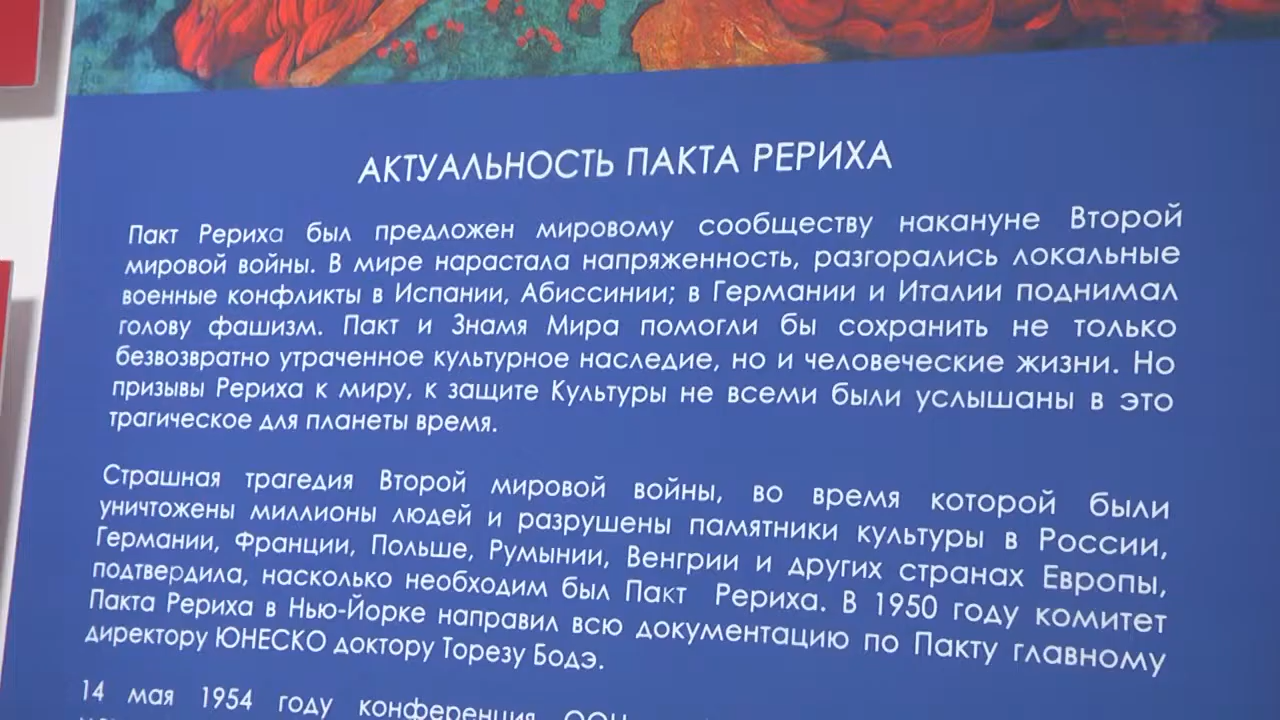 АКТУАЛЬНОСТЬ ПАКТА РЕРИХА
Пакт Рериха был предложен мировому сообществу накануне Второй
мировой войны. В мире нарастала напряженность, разгорались локальные
военные конфликты в Испании, Абиссинии; в Германии и Италии поднимал
голову фашизм. Пакт и Знамя Мира помогли бы сохранить не только
безвозвратно утраченное культурное наследие, но и человеческие жизни. Но
призывы Рериха к миру, к защите Культуры не всеми были услышаны в это
трагическое для планеты время.
Страшная трагедия Второй мировой войны, во время которой были
уничтожены миллионы людей и разрушены памятники культуры в России,
Германии, Франции, Польше, Румынии, Венгрии и других странах Европы,
подтвердила, насколько необходим был Пакт Рериха. В 1950 году комитет
Пакта Рериха в Нью-Йорке направил всю документацию по Пакту главному
директору ЮНЕСКО доктору Торезу Бодэ.
14 мая 1954 году конференция ООН